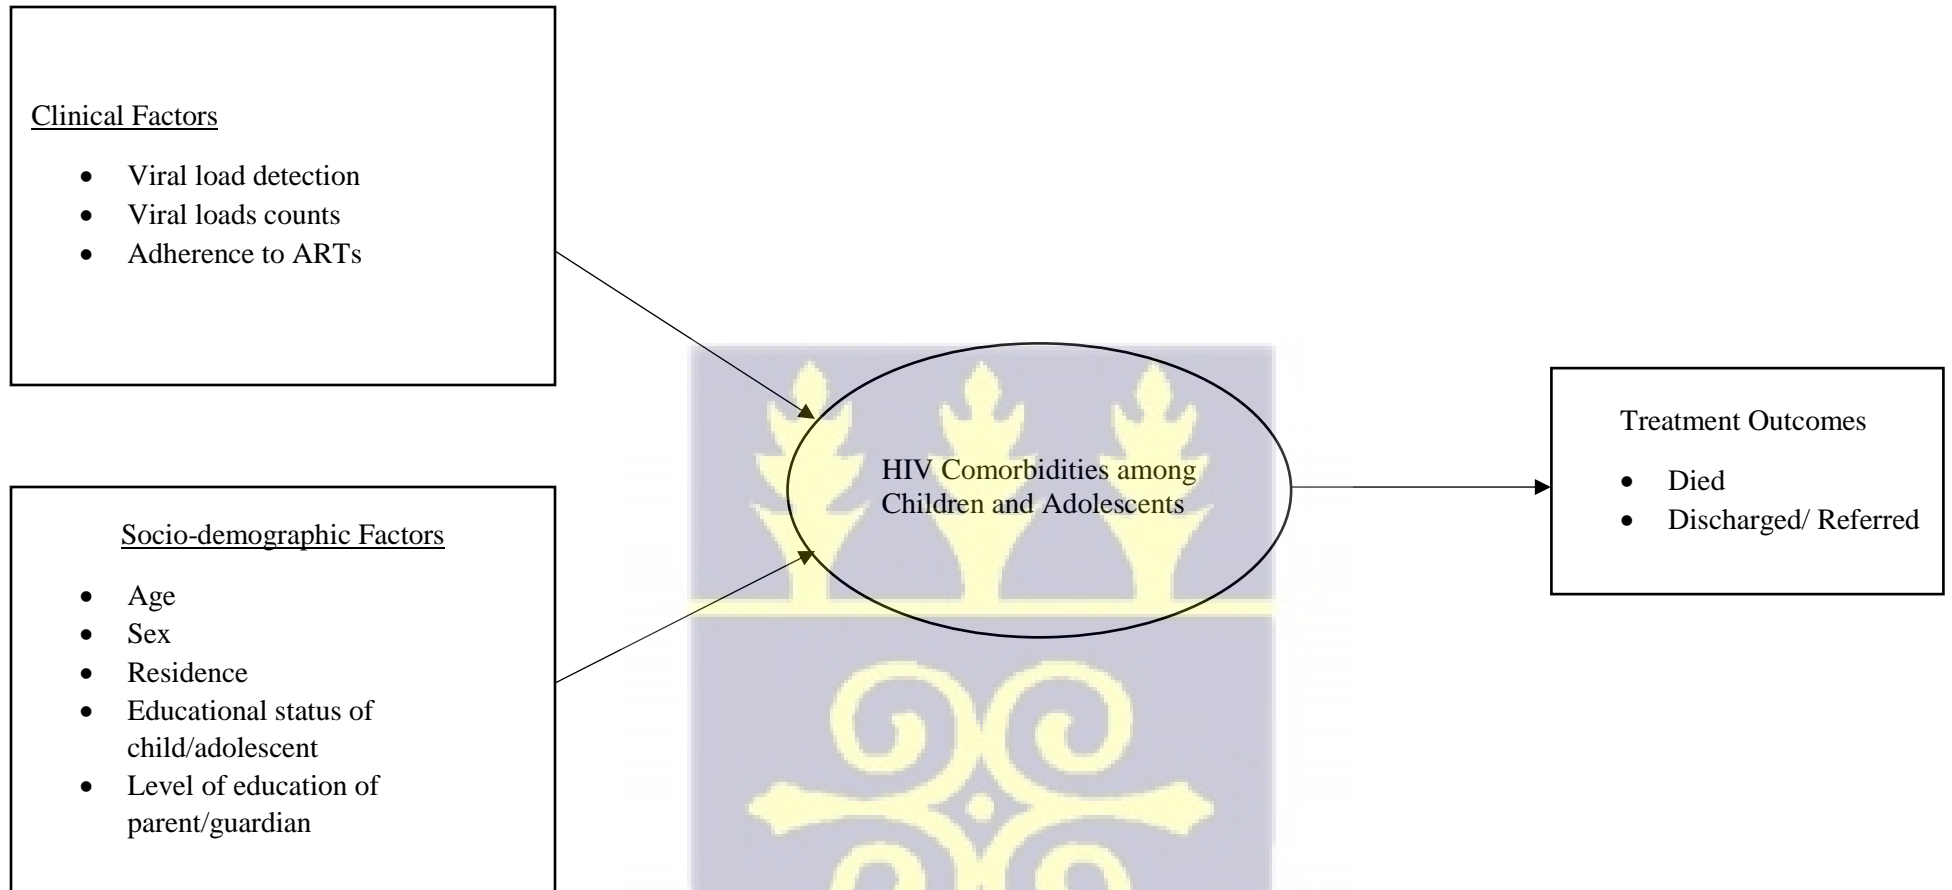 Clinical Factors
• Viral load detection
• Viral loads counts
• Adherence to ARTs
Socio-demographic Factors
• Age
• Sex
• Residence
• Educational status of
child/adolescent
• Level of education of
parent/guardian
HIV Comorbidities among
Children and Adolescents
Treatment Outcomes
• Died
• Discharged/ Referred